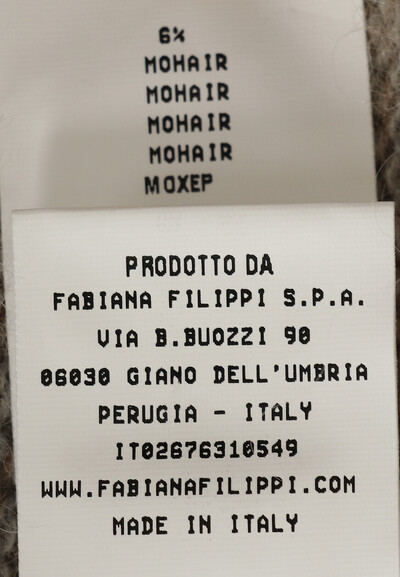 6%
MOHAIR
MOHAIR
MOHAIR
MOHAIR
МОХЕР
PRODOTTO DA
FABIANA FILIPPI S.P.A.
VIA B.BUOZZI 90
06030 GIANO DELL'UMBRIA
PERUGIA - ITALY
IT02676310549
WWW.FABIANAFILIPPI.COM
MADE IN ITALY